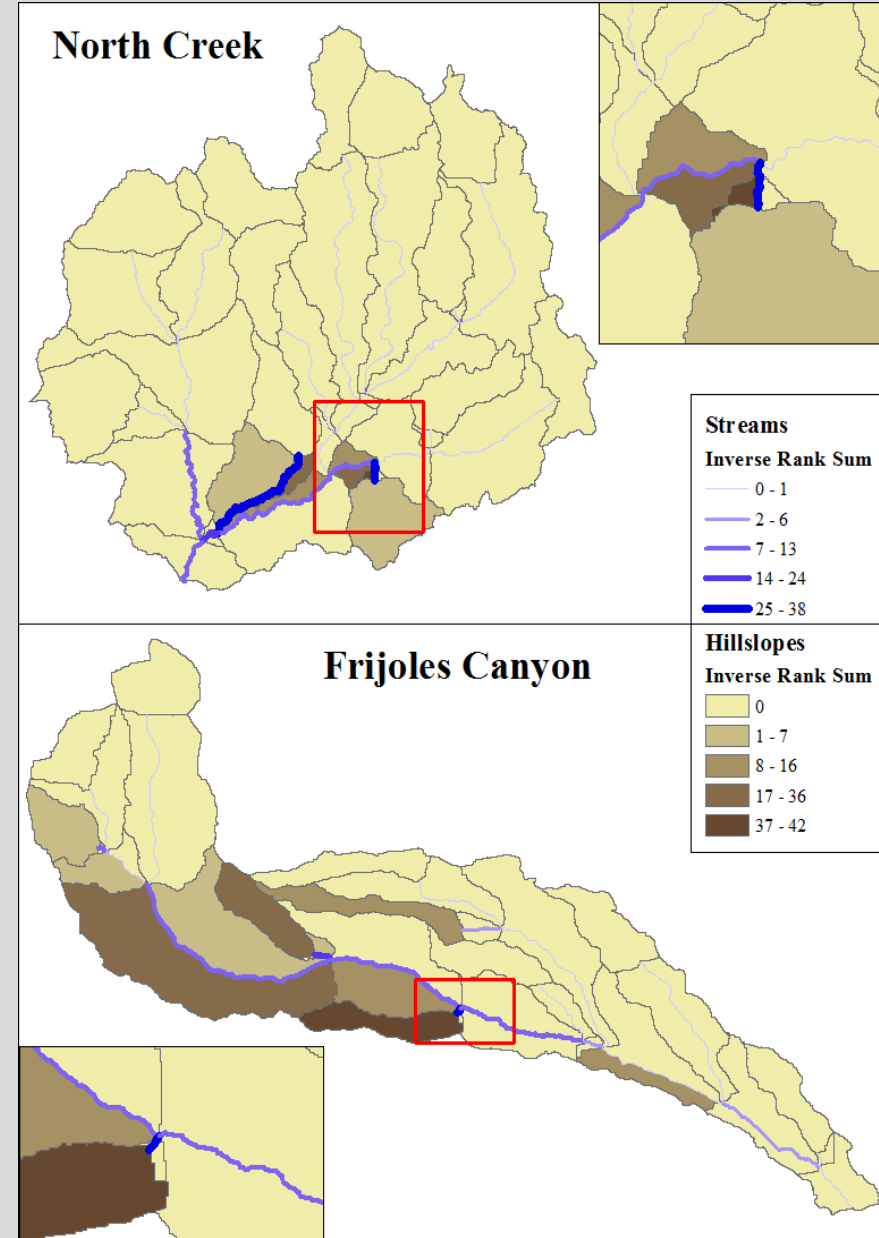 North Creek
Streams
Inverse Rank Sum
0 - 1
2 - 6
7 - 13
14 - 24
25 - 38
Hillslopes
Inverse Rank Sum
0
1 - 7
8 - 16
17 - 36
37 - 42
Frijoles Canyon